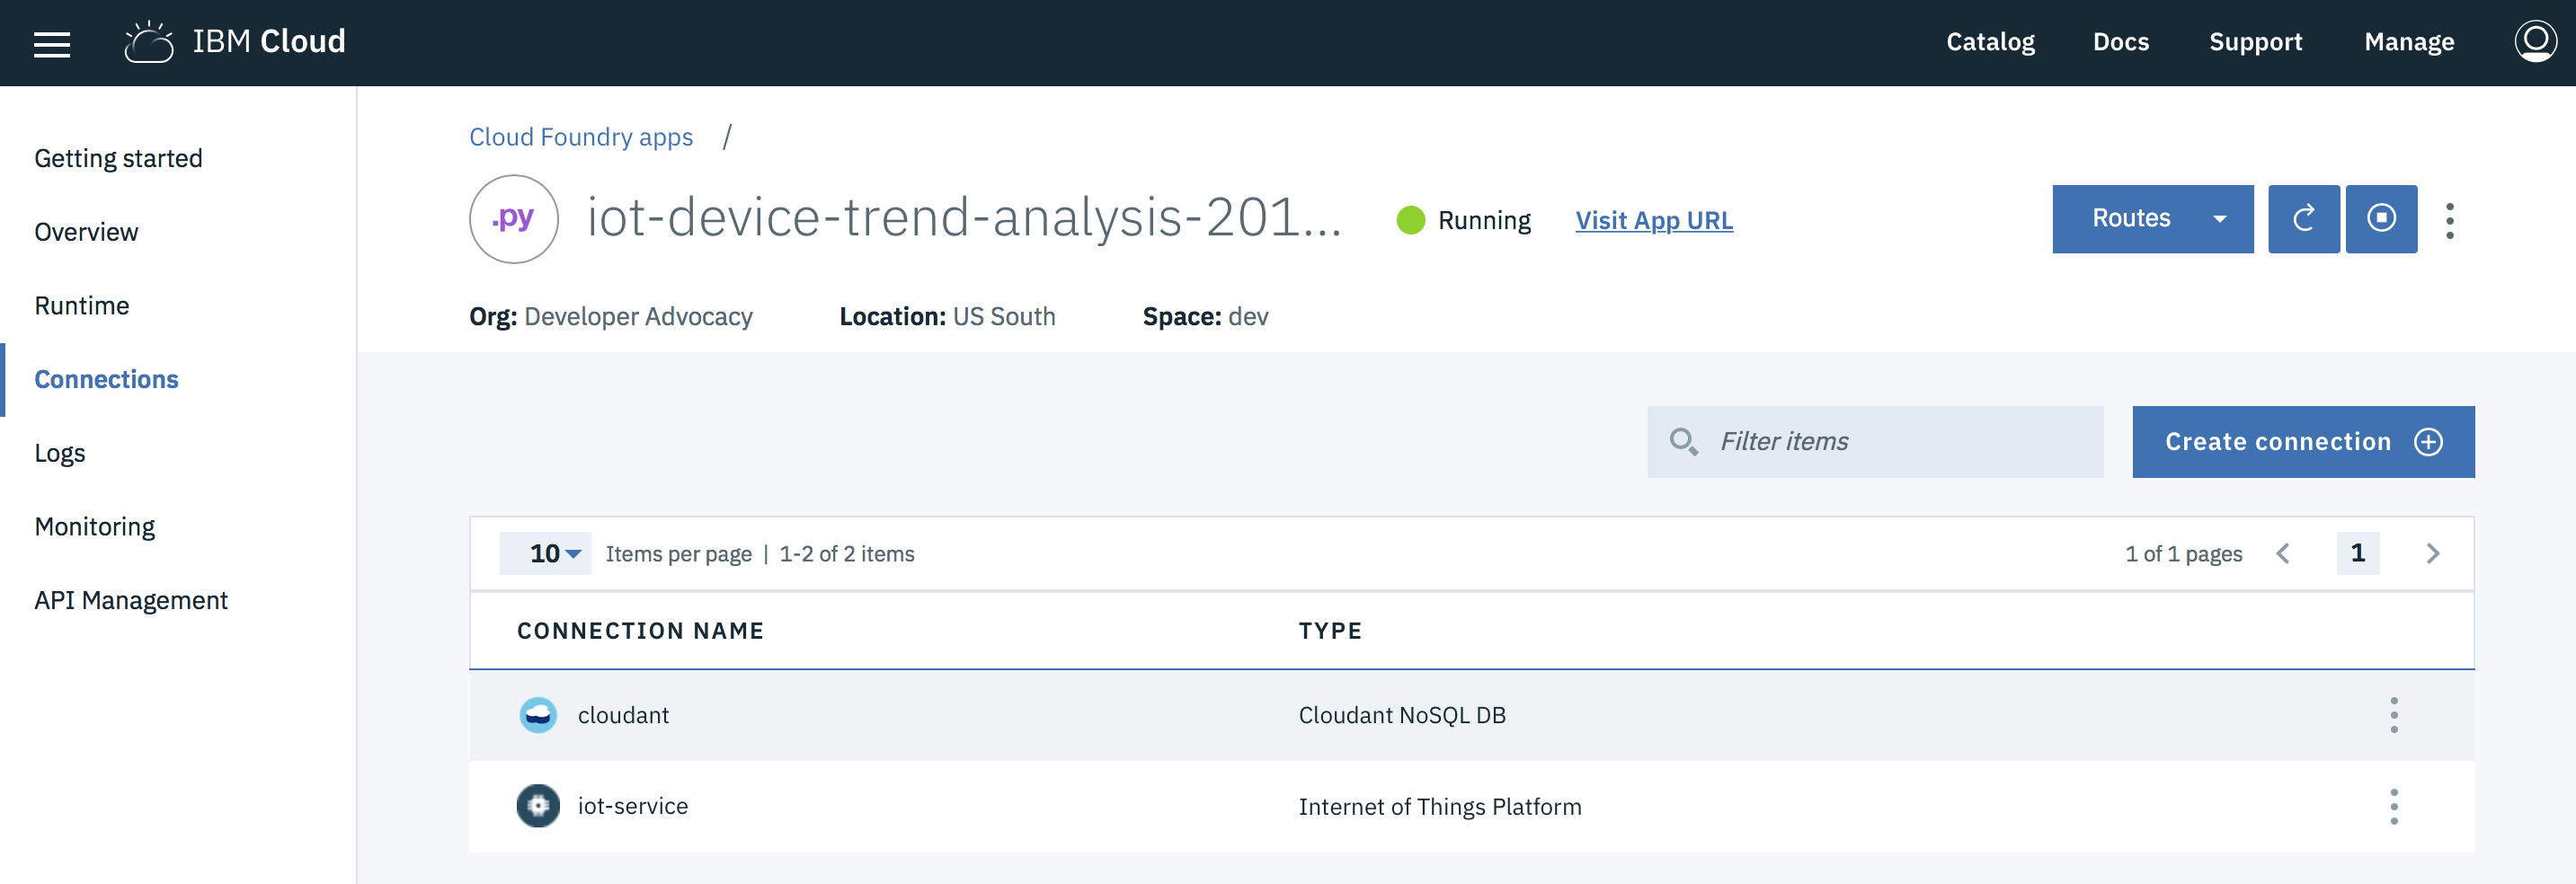 IBM Cloud
Catalog Docs Support Manage
Getting started
Overview
Runtime
Connections
Logs
Monitoring
API Management
Cloud Foundry apps /
.py iot-device-trend-analysis-201... Running Visit App URL Routes
Org: Developer Advocacy Location: US South Space: dev
Filter items Create connection
10 Items per page | 1-2 of 2 items 1 of 1 pages 1
CONNECTION NAME TYPE
cloudant Cloudant NoSQL DB
iot-service Internet of Things Platform